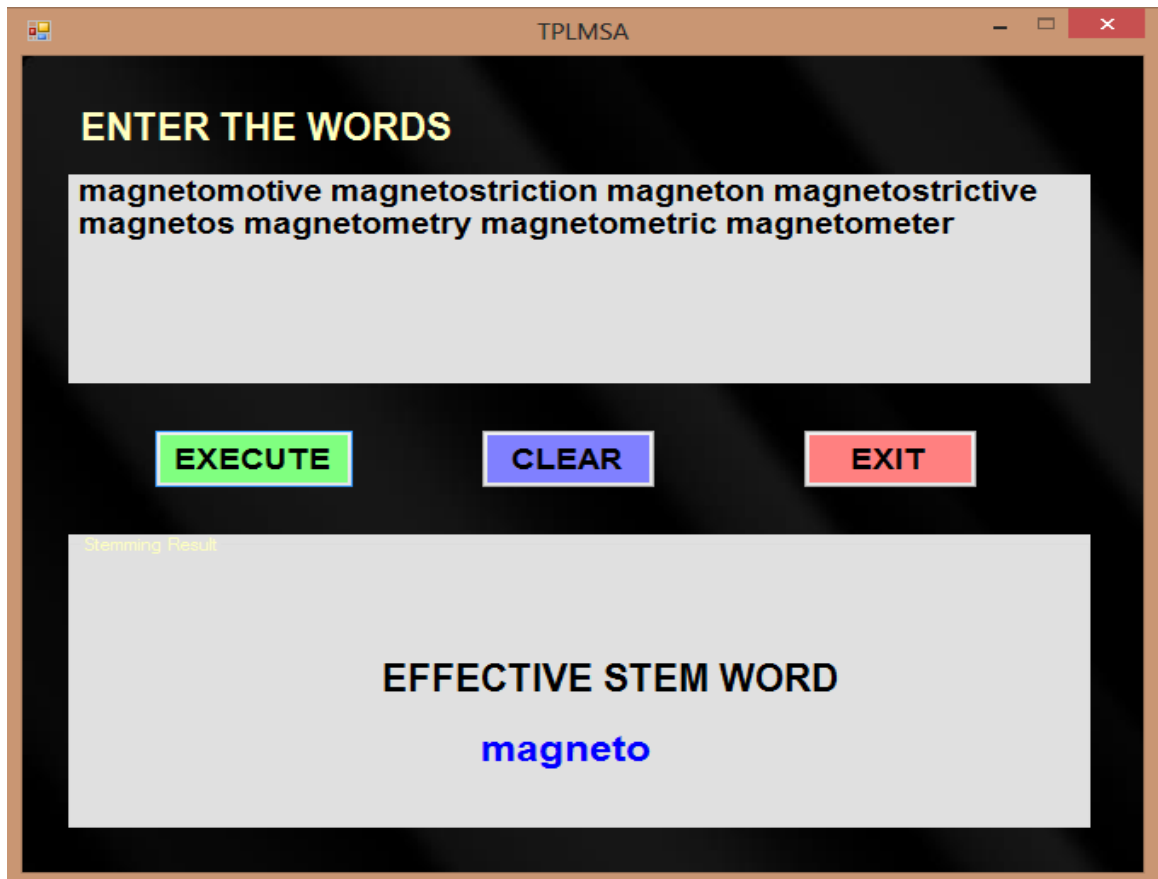 TPLMSA
ENTER THE WORDS
magnetomotive magnetostriction magneton magnetostrictive
magnetos magnetometry magnetometric magnetometer
EXECUTE CLEAR EXIT
Stemming Result
EFFECTIVE STEM WORD
magneto